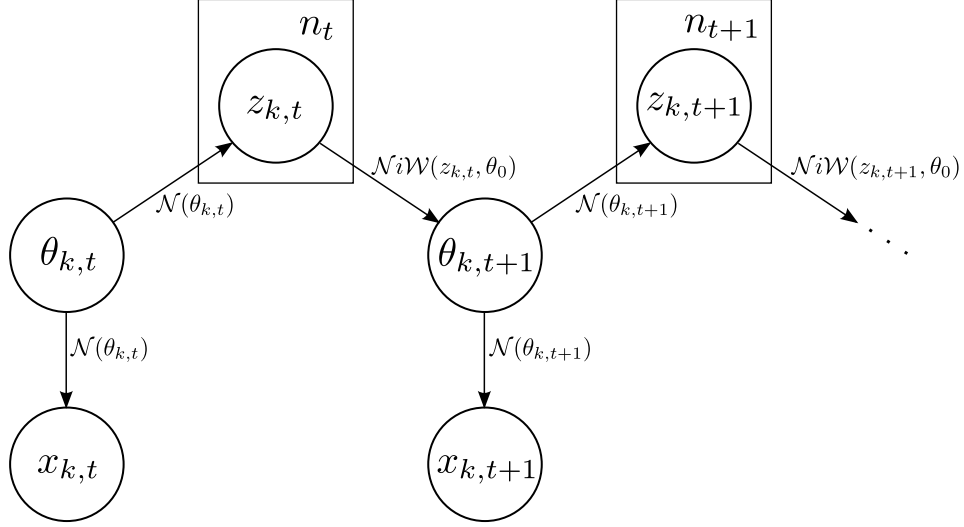 n_t
n_{t+1}
z_{k,t}
z_{k,t+1}
𝒩i𝒲(z_{k,t}, θ_0)
𝒩i𝒲(z_{k,t+1}, θ_0)
𝒩(θ_{k,t})
𝒩(θ_{k,t+1})
θ_{k,t}
θ_{k,t+1}
⋱
𝒩(θ_{k,t})
𝒩(θ_{k,t+1})
x_{k,t}
x_{k,t+1}